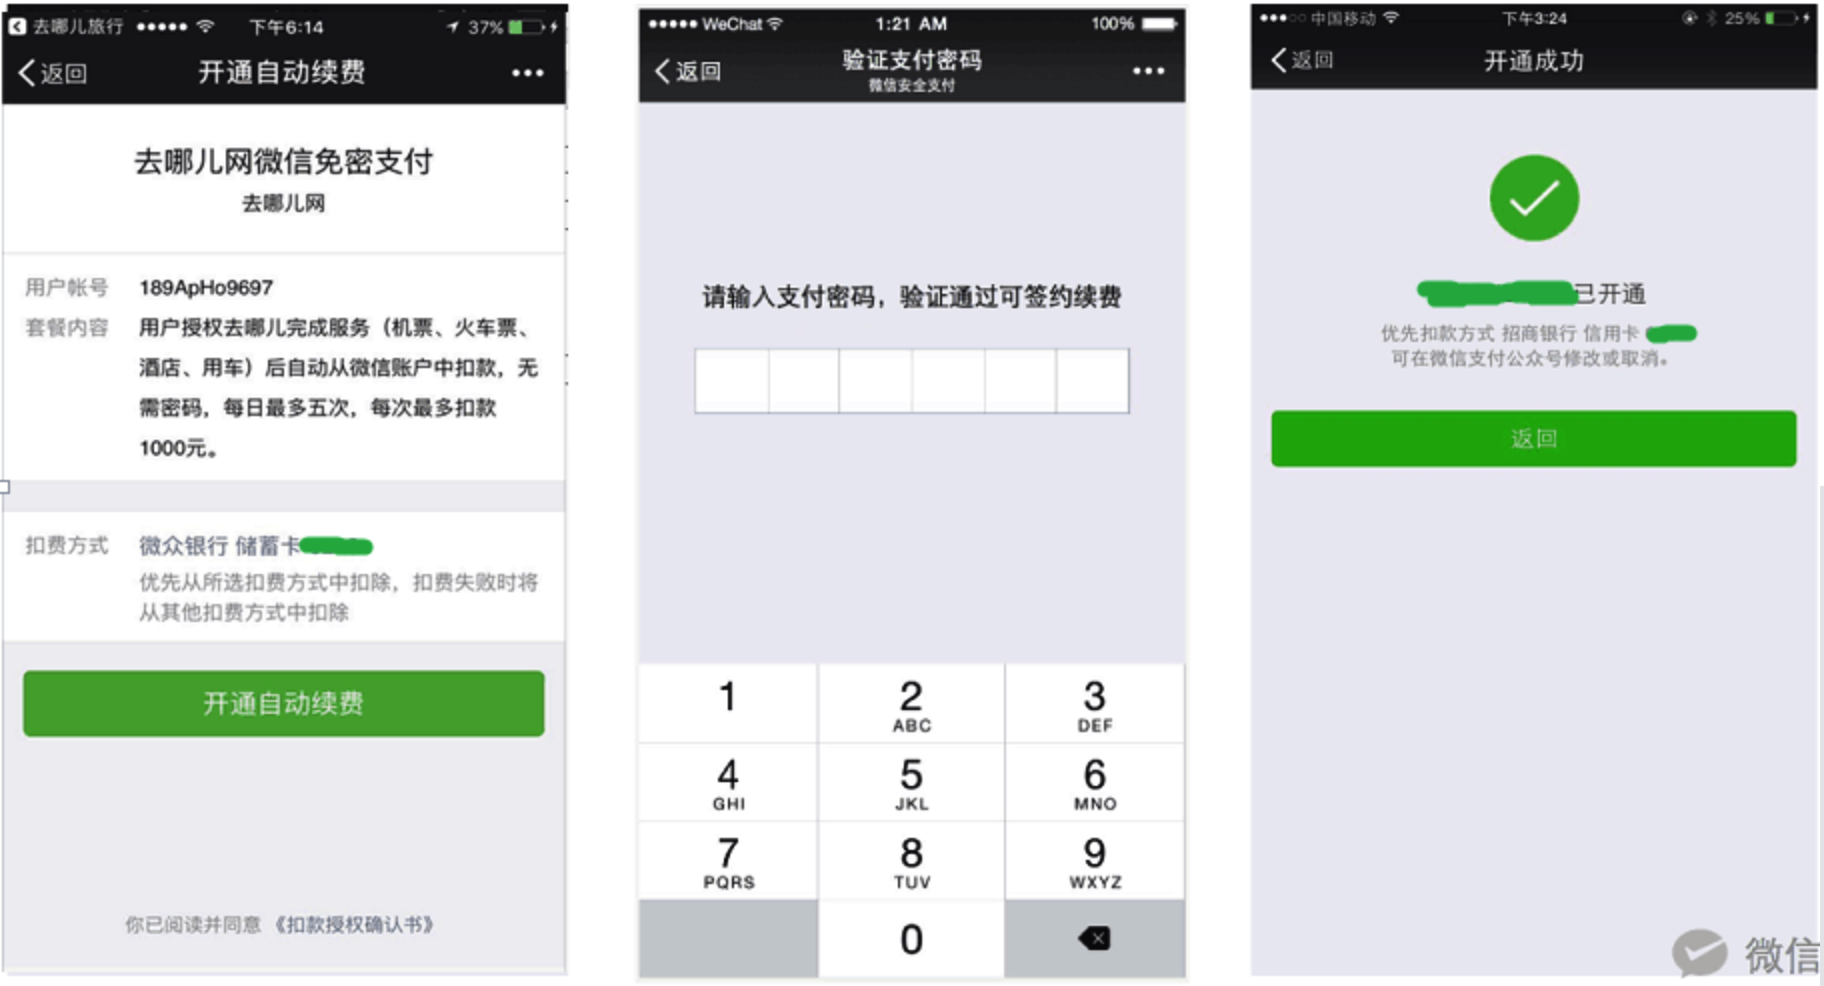 去哪儿旅行 下午6:14 37%
返回 开通自动续费
去哪儿网微信免密支付
去哪儿网
用户帐号 189ApHo9697
套餐内容 用户授权去哪儿完成服务（机票、火车票、
酒店、用车）后自动从微信账户中扣款，无
需密码，每日最多五次，每次最多扣款
1000元。
扣费方式 微众银行 储蓄卡
优先从所选扣费方式中扣除，扣费失败时将
从其他扣费方式中扣除
开通自动续费
你已阅读并同意 《扣款授权确认书》
WeChat 1:21 AM 100%
返回 验证支付密码
微信安全支付
请输入支付密码，验证通过可签约续费
1 2 3
ABC DEF
4 5 6
GHI JKL MNO
7 8 9
PQRS TUV WXYZ
0
中国移动 下午3:24 25%
返回 开通成功
已开通
优先扣款方式 招商银行 信用卡
可在微信支付公众号修改或取消。
返回
微信